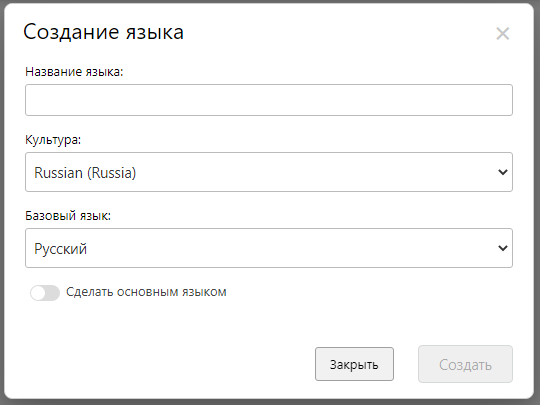 Создание языка
Название языка:
Культура:
Russian (Russia)
Базовый язык:
Русский
Сделать основным языком
Закрыть
Создать